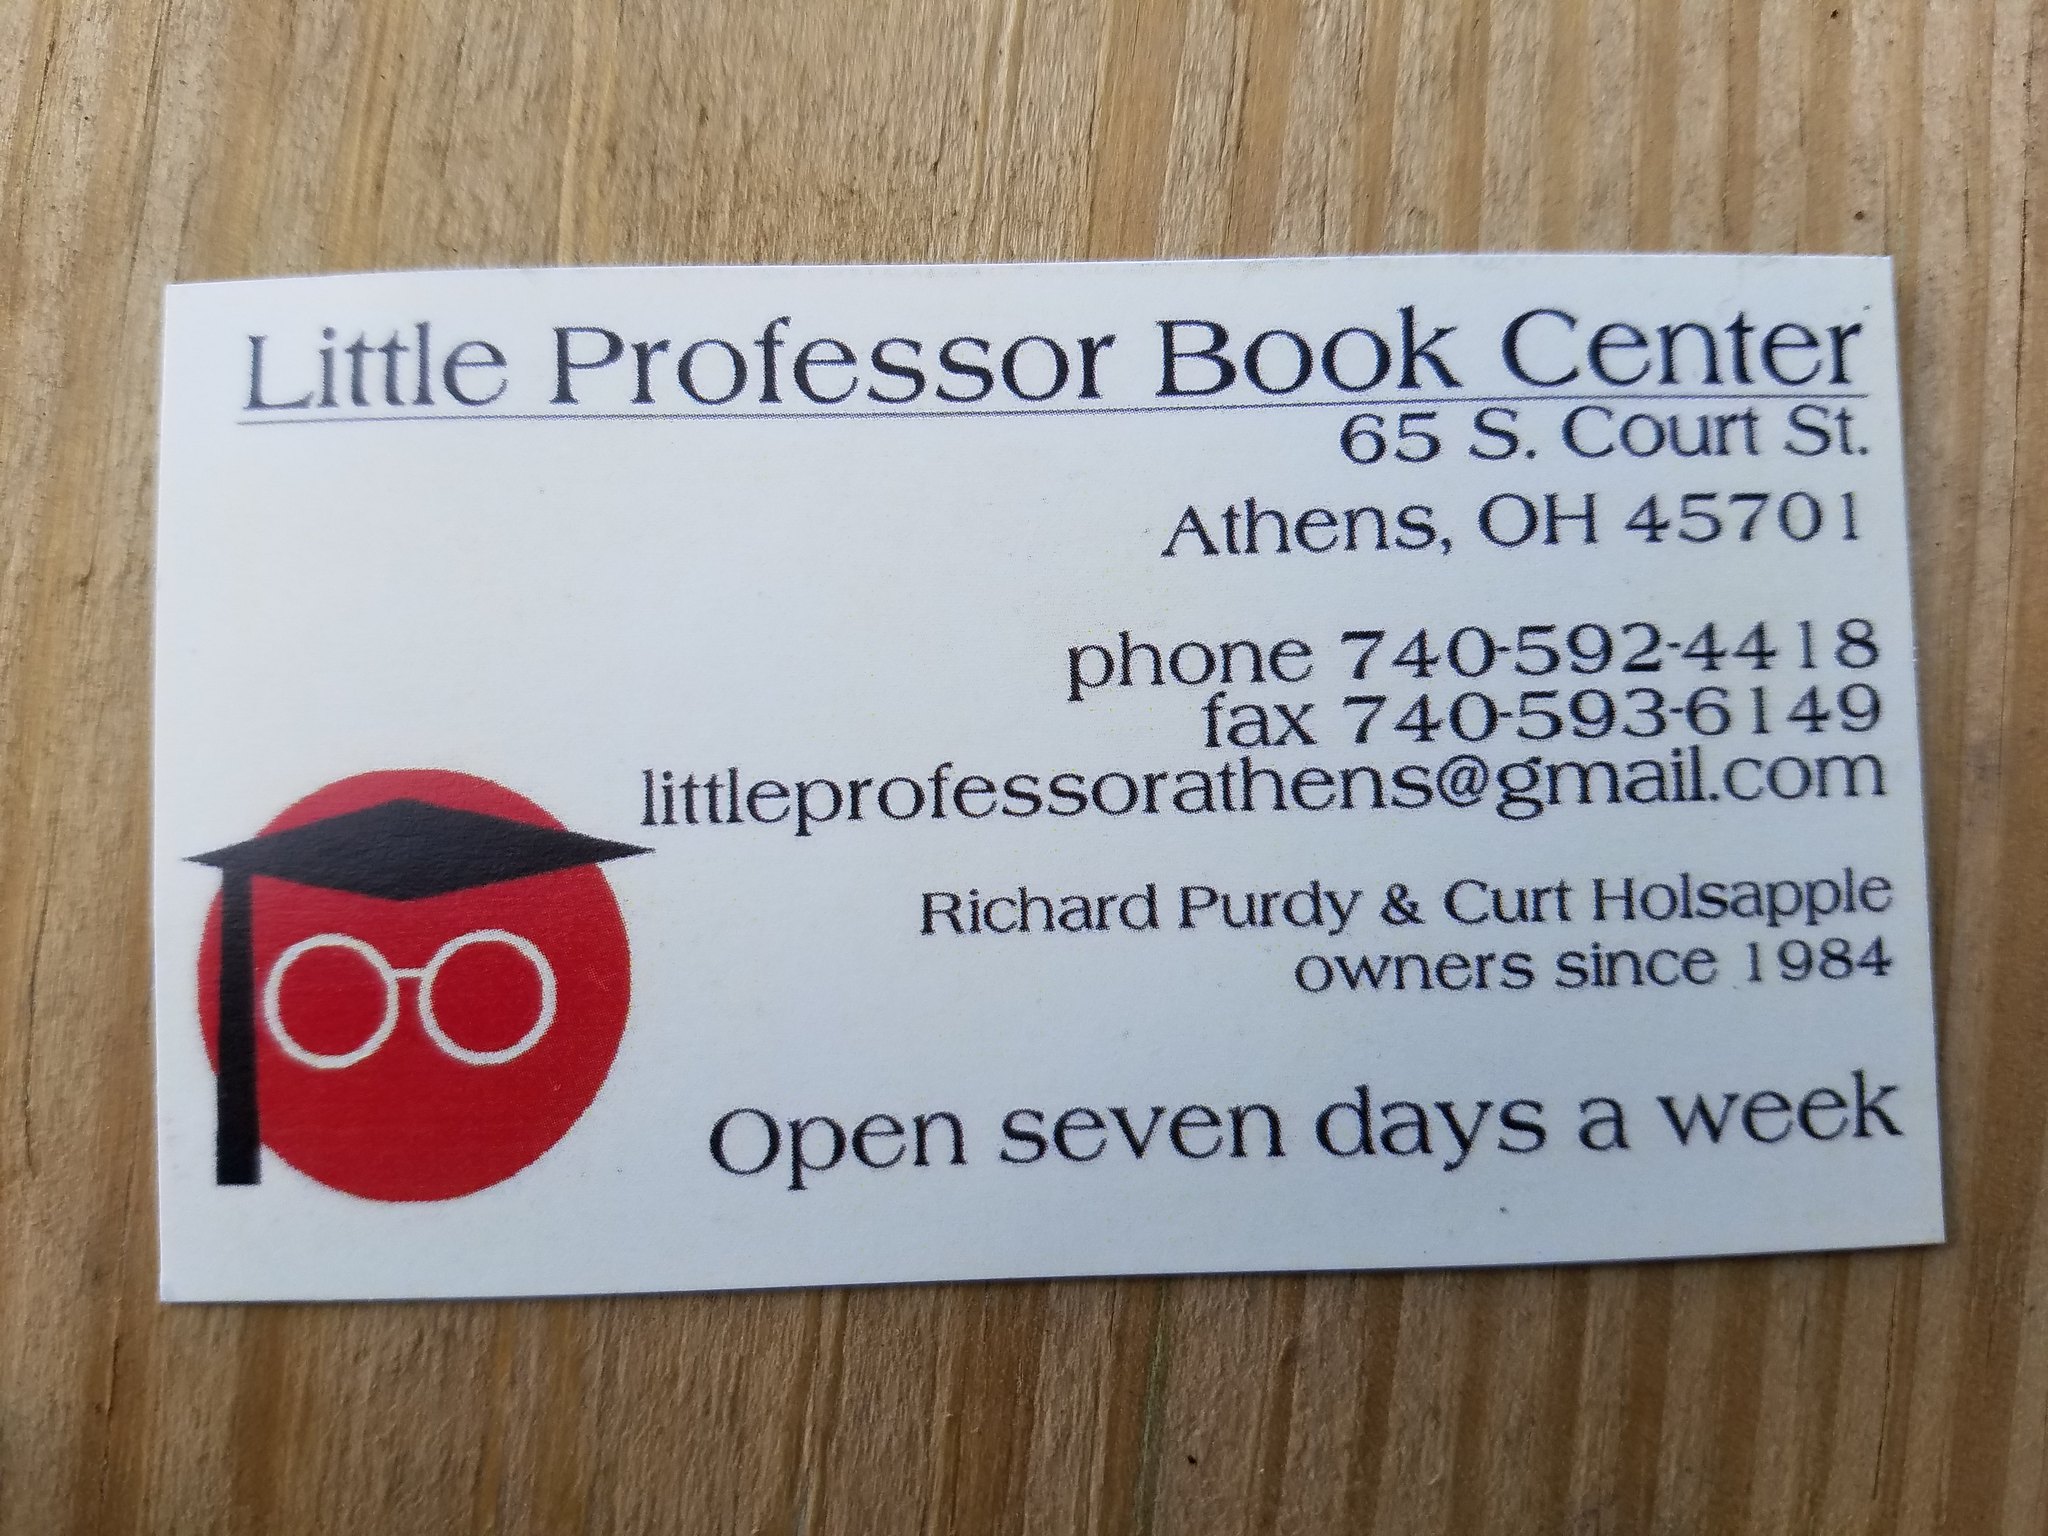 Little Professor Book Center
65 S. Court St.
Athens, OH 45701
phone 740-592-4418
fax 740-593-6149
littleprofessorathens@gmail.com
Richard Purdy & Curt Holsapple
owners since 1984
Open seven days a week